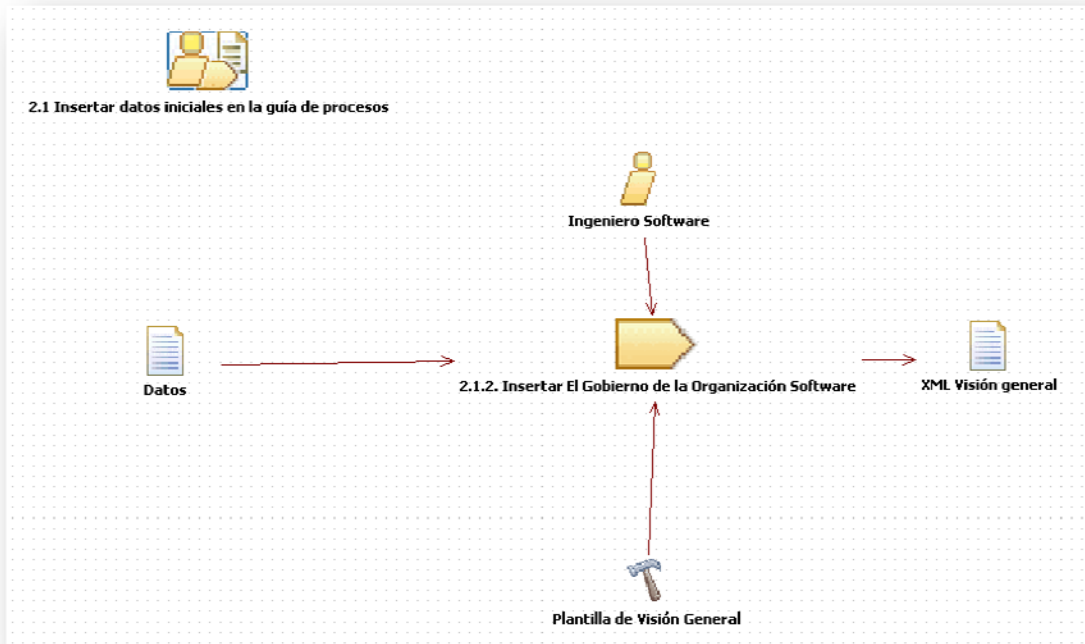 2.1 Insertar datos iniciales en la guía de procesos
Ingeniero Software
Datos
2.1.2. Insertar El Gobierno de la Organización Software
XML Visión general
Plantilla de Visión General